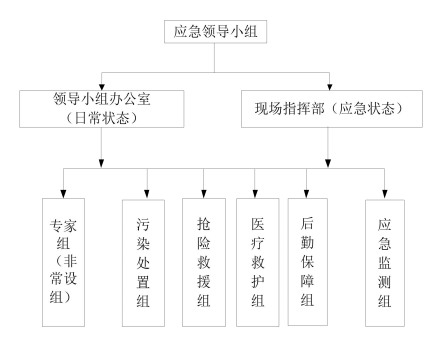 应急领导小组
领导小组办公室
（日常状态）
现场指挥部（应急状态）
专家
组
（非
常设
组）
污染处置组
抢险救援组
医疗救护组
后勤保障组
应急监测组